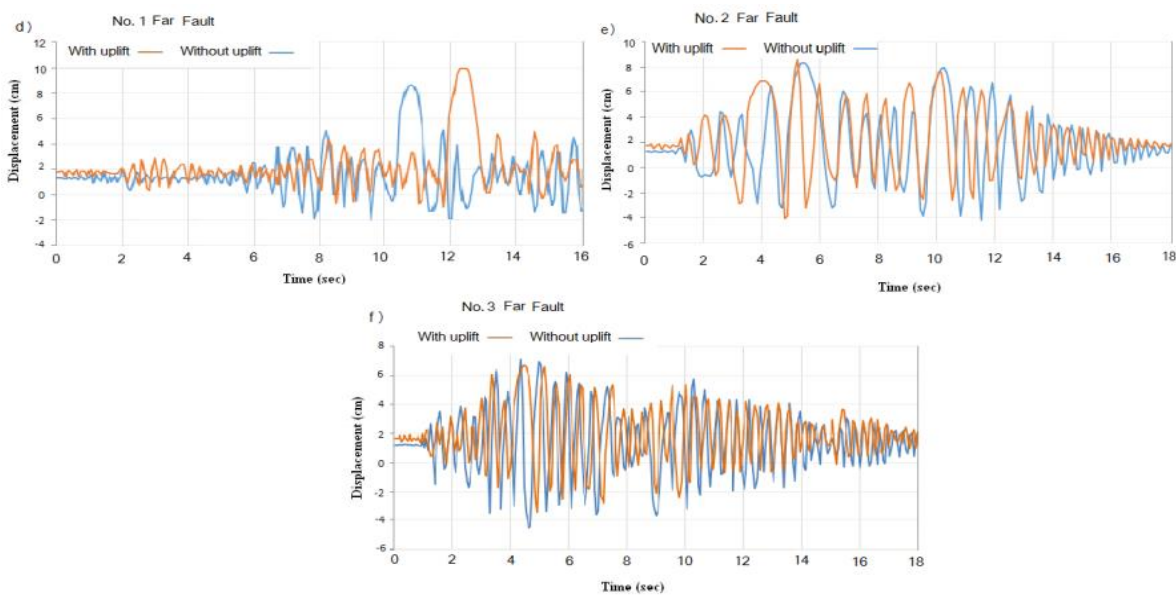 d)
No. 1 Far Fault
With uplift
Without uplift
Displacement (cm)
12
10
8
6
4
2
0
-2
-4
0 2 4 6 8 10 12 14 16
Time (sec)
e)
No. 2 Far Fault
With uplift
Without uplift
Displacement (cm)
10
8
6
4
2
0
-2
-4
-6
0 2 4 6 8 10 12 14 16 18
Time (sec)
f)
No. 3 Far Fault
With uplift
Without uplift
Displacement (cm)
8
6
4
2
0
-2
-4
-6
0 2 4 6 8 10 12 14 16 18
Time (sec)